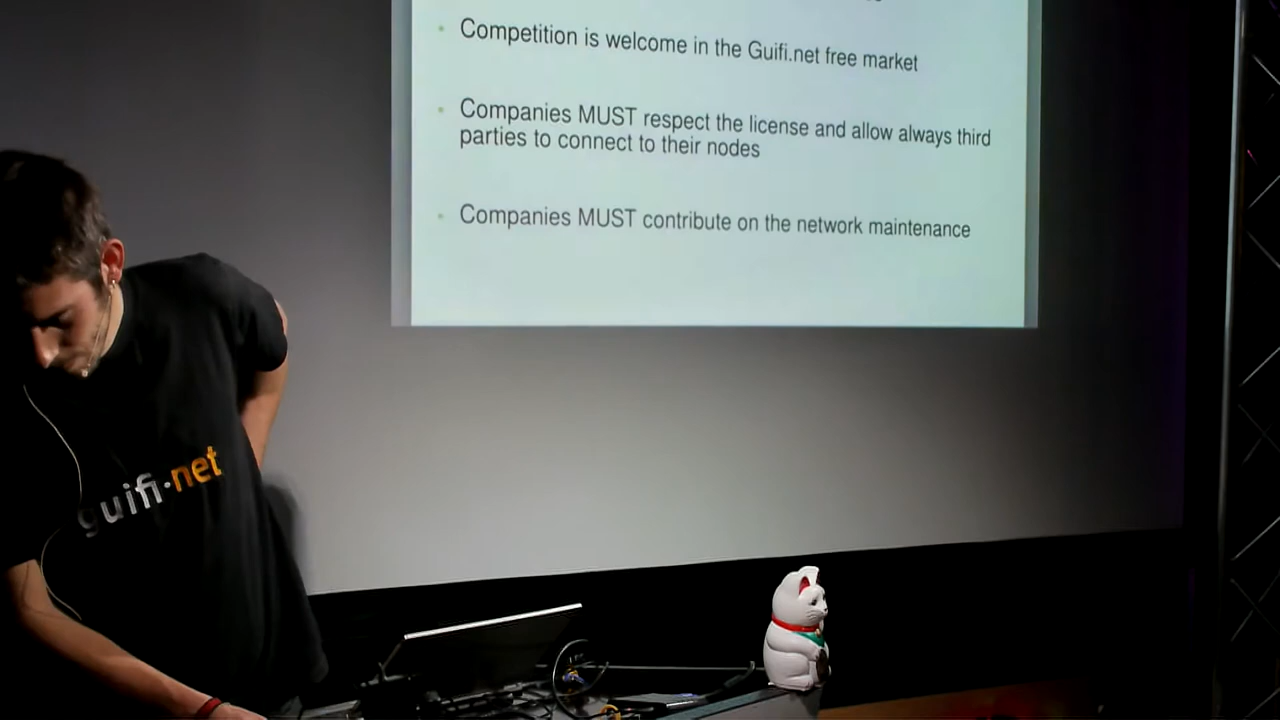 Competition is welcome in the Guifi.net free market
Companies MUST respect the license and allow always third
parties to connect to their nodes
Companies MUST contribute on the network maintenance
guifi·net